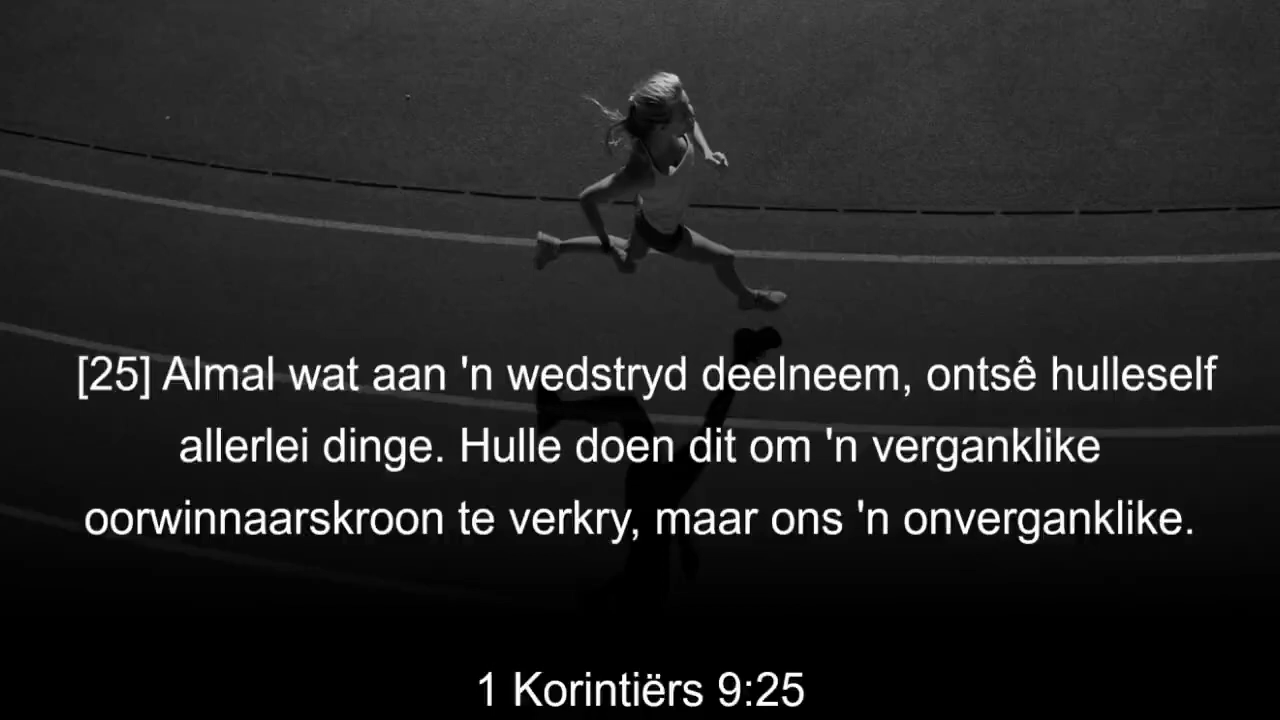 [25] Almal wat aan 'n wedstryd deelneem, ontsê hulleself
allerlei dinge. Hulle doen dit om 'n verganklike
oorwinnaarskroon te verkry, maar ons 'n onverganklike.
1 Korintiërs 9:25